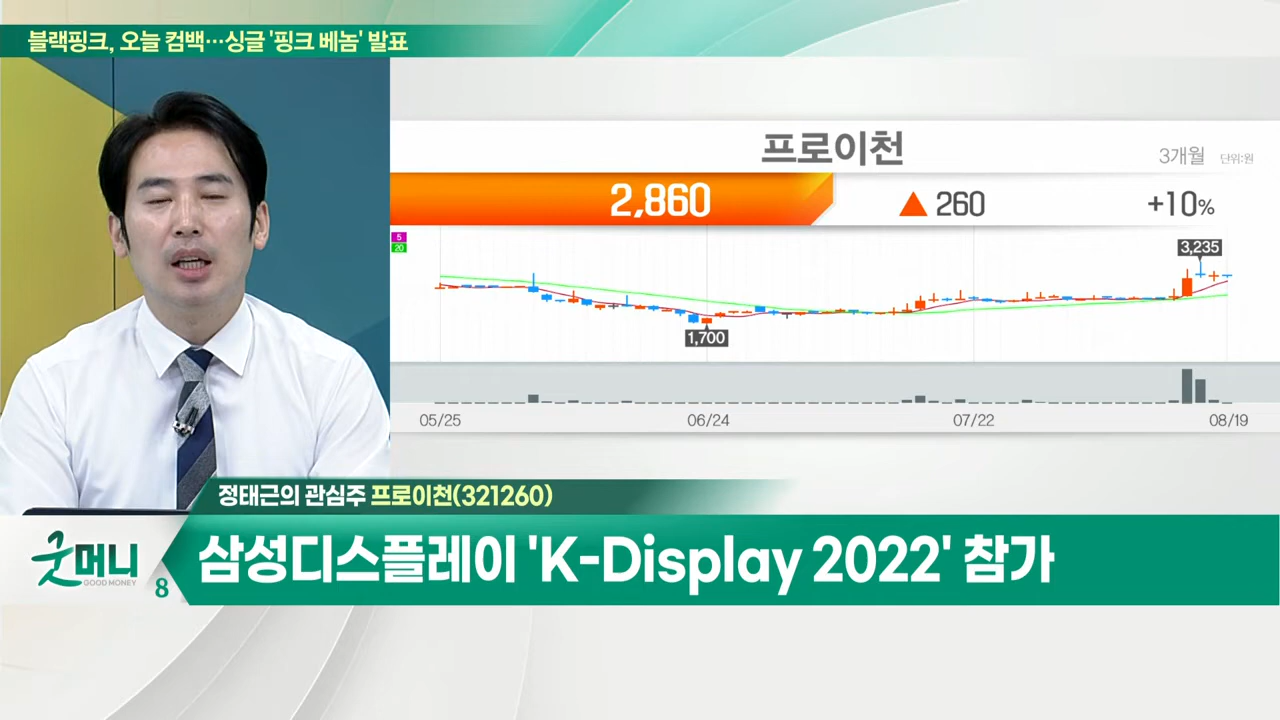 블랙핑크, 오늘 컴백…싱글 '핑크 베놈' 발표
프로이천
3개월 단위:원
2,860 ▲ 260 +10%
5
20
3,235
1,700
05/25 06/24 07/22 08/19
정태근의 관심주 프로이천(321260)
굿머니
GOOD MONEY
8
삼성디스플레이 'K-Display 2022' 참가